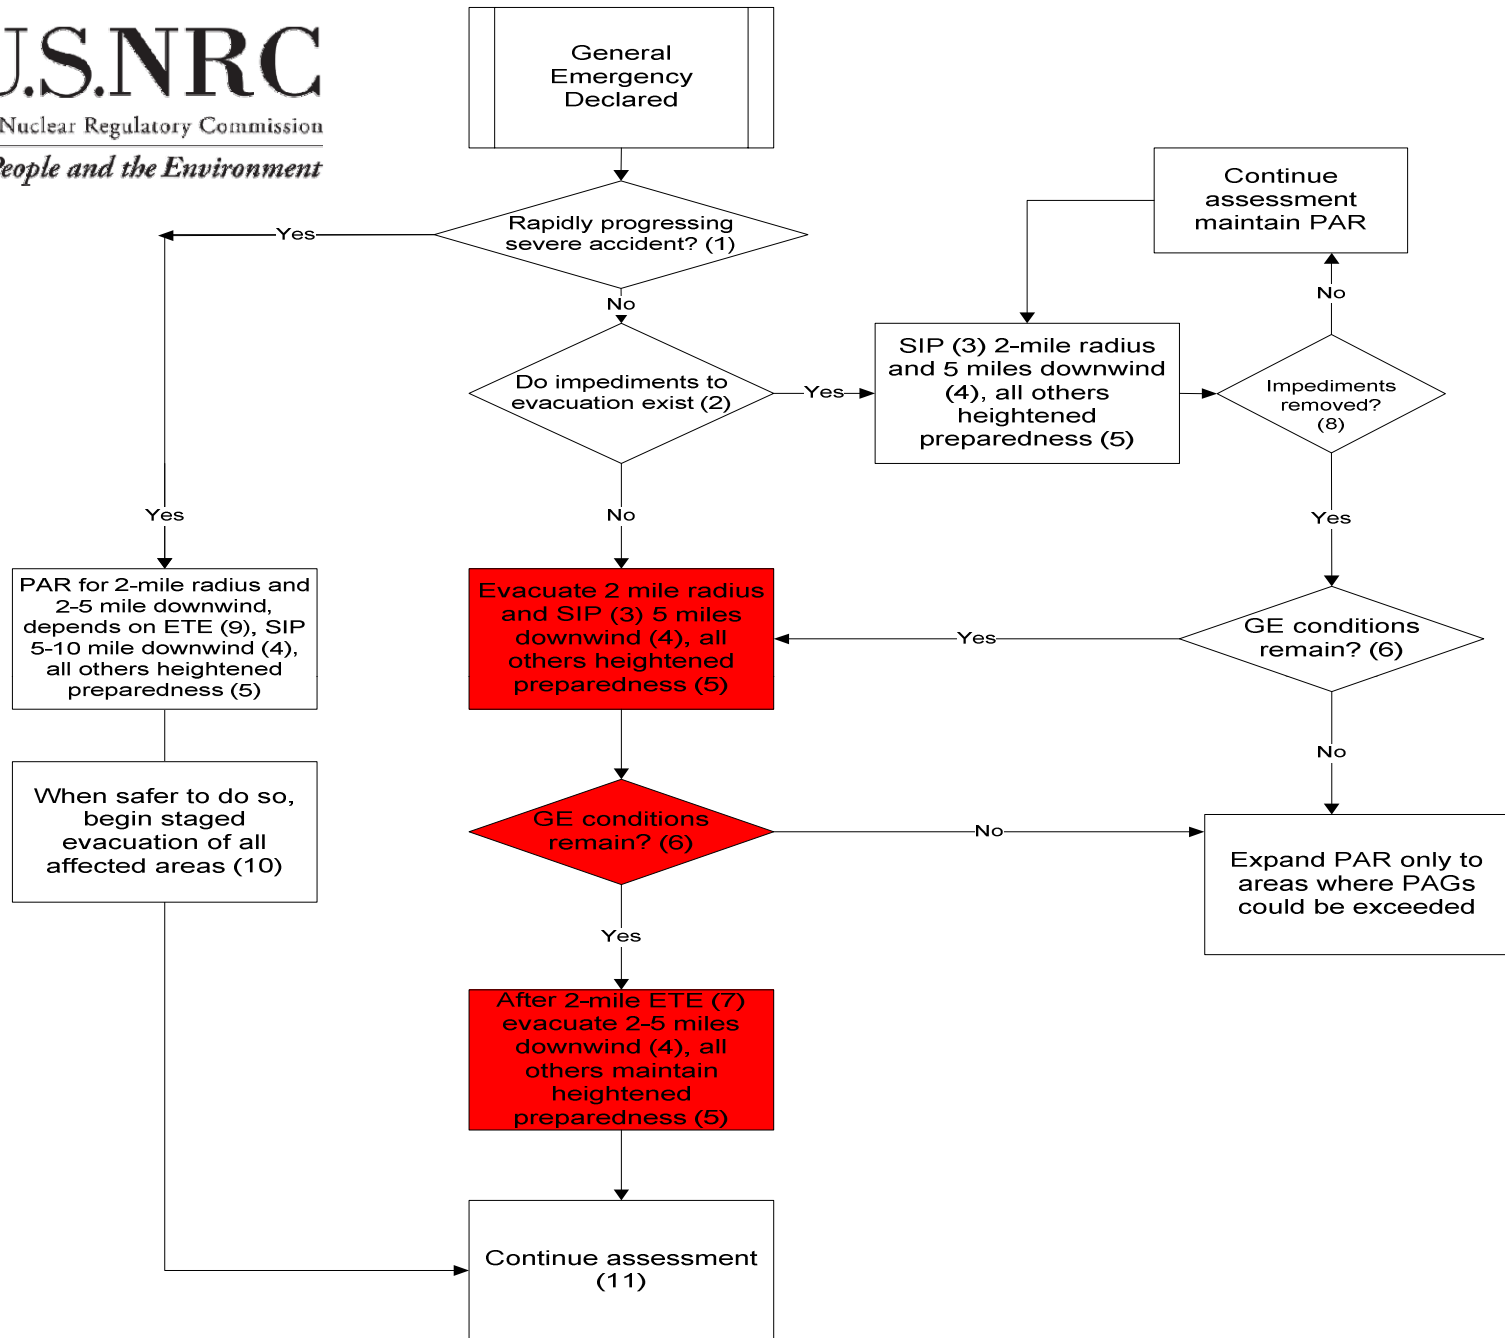 U.S.NRC
Nuclear Regulatory Commission
People and the Environment
General
Emergency
Declared
Rapidly progressing
severe accident? (1)
Yes
No
Continue
assessment
maintain PAR
No
Do impediments to
evacuation exist (2)
Yes
SIP (3) 2-mile radius
and 5 miles downwind
(4), all others
heightened
preparedness (5)
Impediments
removed?
(8)
Yes
No
Yes
PAR for 2-mile radius and
2-5 mile downwind,
depends on ETE (9), SIP
5-10 mile downwind (4),
all others heightened
preparedness (5)
Evacuate 2 mile radius
and SIP (3) 5 miles
downwind (4), all
others heightened
preparedness (5)
Yes
GE conditions
remain? (6)
No
When safer to do so,
begin staged
evacuation of all
affected areas (10)
GE conditions
remain? (6)
No
Expand PAR only to
areas where PAGs
could be exceeded
Yes
After 2-mile ETE (7)
evacuate 2-5 miles
downwind (4), all
others maintain
heightened
preparedness (5)
Continue assessment
(11)